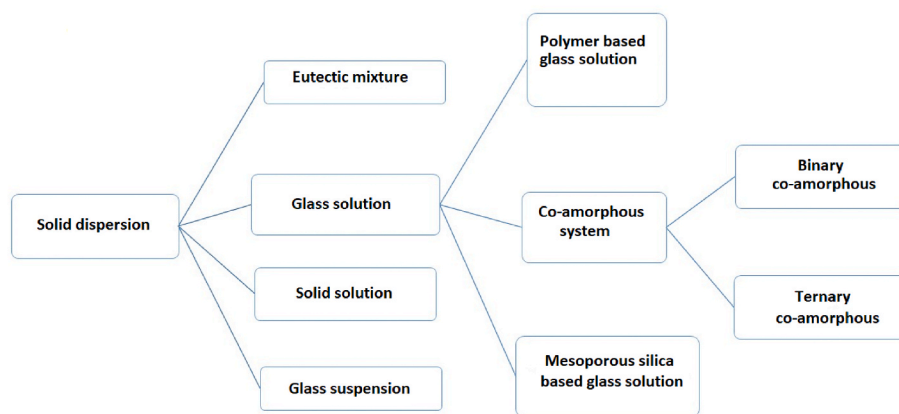 Solid dispersion
Eutectic mixture
Glass solution
Solid solution
Glass suspension
Polymer based
glass solution
Co-amorphous
system
Mesoporous silica
based glass solution
Binary
co-amorphous
Ternary
co-amorphous